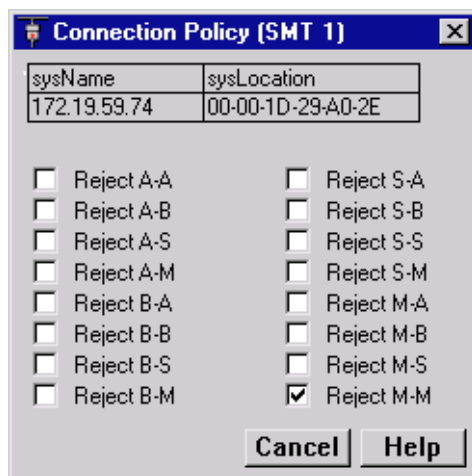 Connection Policy (SMT 1)
sysName sysLocation
172.19.59.74 00-00-1D-29-A0-2E
Reject A-A Reject S-A
Reject A-B Reject S-B
Reject A-S Reject S-S
Reject A-M Reject S-M
Reject B-A Reject M-A
Reject B-B Reject M-B
Reject B-S Reject M-S
Reject B-M Reject M-M
Cancel Help